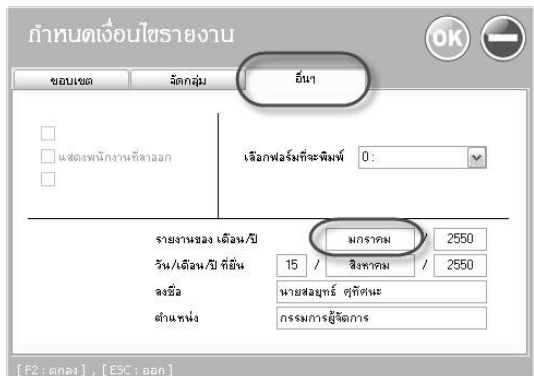 กำหนดเงื่อนไขรายงาน
OK
ขอบเขต
จัดกลุ่ม
อื่นๆ
แสดงพนักงานที่ลาออก
เลือกฟอร์มที่จะพิมพ์ 0 :
รายงานของ เดือน/ปี มกราคม / 2550
วัน/เดือน/ปี ที่ยื่น 15 / สิงหาคม / 2550
ลงชื่อ นายสอยุทธ์ ศุทัศนะ
ตำแหน่ง กรรมการผู้จัดการ
[F2 : ตกลง] , [ESC : ออก]